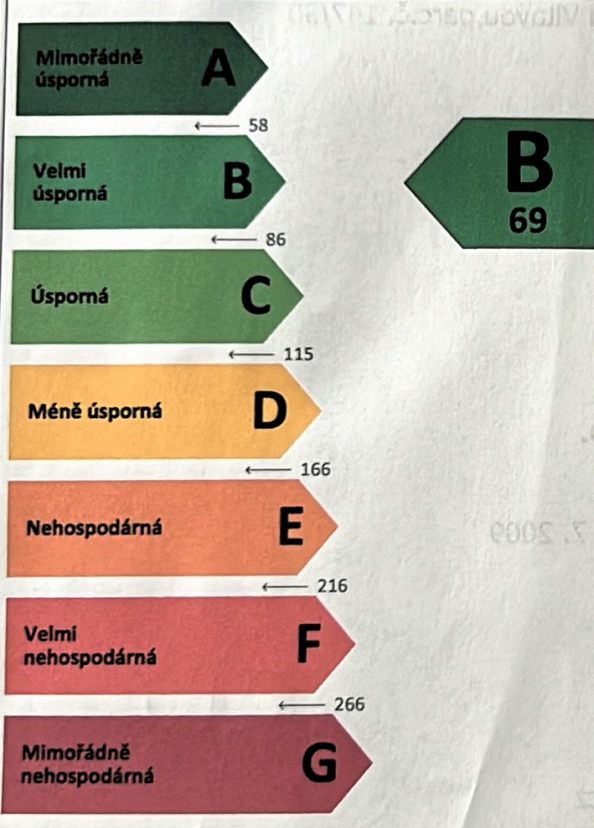 Mimořádně
úsporná
A
58
Velmi
úsporná
B
86
B
69
Úsporná
C
115
Méně úsporná
D
166
Nehospodárná
E
216
Velmi
nehospodárná
F
266
Mimořádně
nehospodárná
G